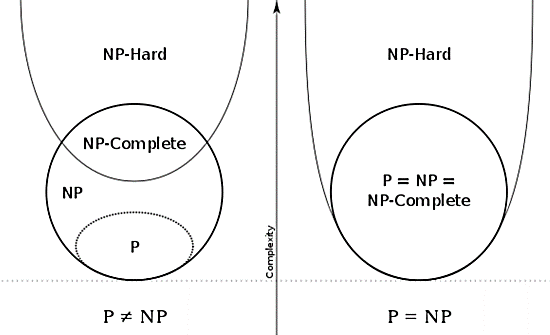 NP-Hard
NP-Complete
NP
P
P ≠ NP
Complexity
NP-Hard
P = NP =
NP-Complete
P = NP